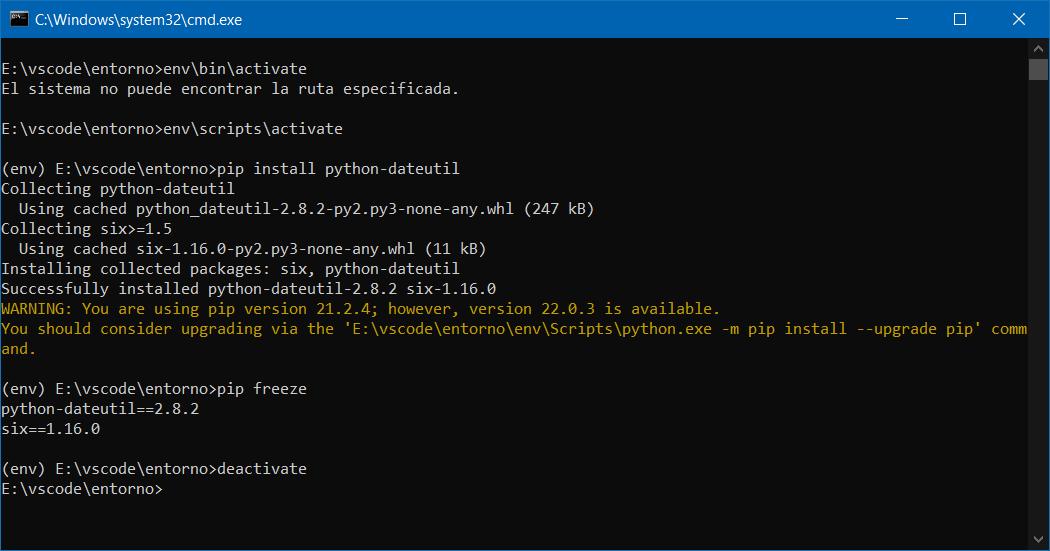 C:\Windows\system32\cmd.exe
E:\vscode\entorno>env\bin\activate
El sistema no puede encontrar la ruta especificada.
E:\vscode\entorno>env\scripts\activate
(env) E:\vscode\entorno>pip install python-dateutil
Collecting python-dateutil
  Using cached python_dateutil-2.8.2-py2.py3-none-any.whl (247 kB)
Collecting six>=1.5
  Using cached six-1.16.0-py2.py3-none-any.whl (11 kB)
Installing collected packages: six, python-dateutil
Successfully installed python-dateutil-2.8.2 six-1.16.0
WARNING: You are using pip version 21.2.4; however, version 22.0.3 is available.
You should consider upgrading via the 'E:\vscode\entorno\env\Scripts\python.exe -m pip install --upgrade pip' comm
and.
(env) E:\vscode\entorno>pip freeze
python-dateutil==2.8.2
six==1.16.0
(env) E:\vscode\entorno>deactivate
E:\vscode\entorno>